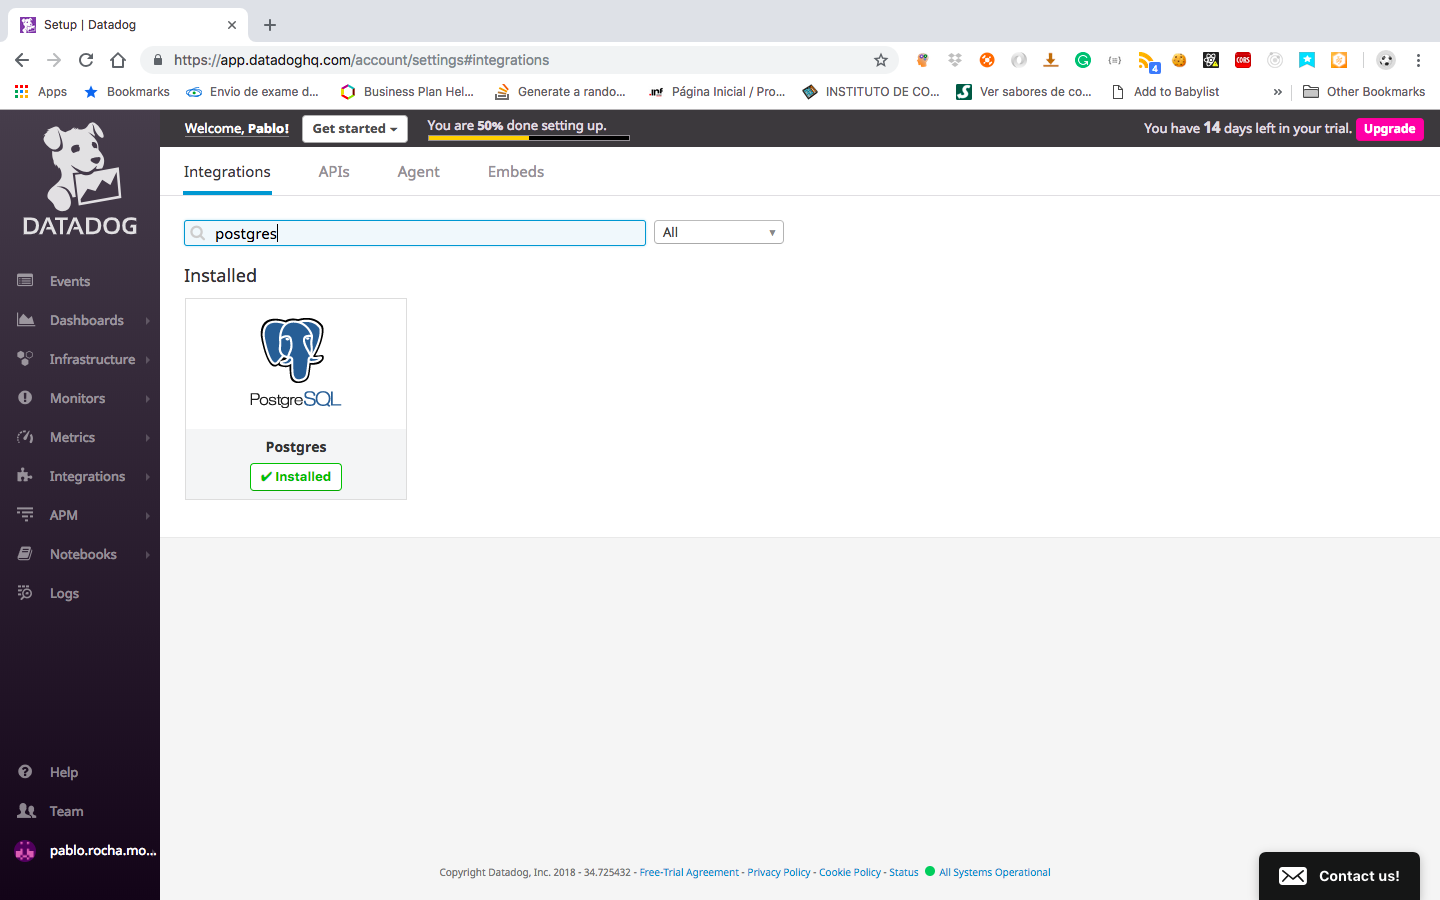 Setup | Datadog
https://app.datadoghq.com/account/settings#integrations
4
CORS
Apps
Bookmarks
Envio de exame d...
Business Plan Hel...
Generate a rando...
.inf
Página Inicial / Pro...
INSTITUTO DE CO...
S
Ver sabores de co...
Add to Babylist
»
Other Bookmarks
DATADOG
Events
Dashboards
Infrastructure
Monitors
Metrics
Integrations
APM
Notebooks
Logs
Help
Team
pablo.rocha.mo...
Welcome, Pablo!
Get started
You are 50% done setting up.
You have 14 days left in your trial.
Upgrade
Integrations
APIs
Agent
Embeds
postgres
All
Installed
PostgreSQL
Postgres
✔ Installed
Copyright Datadog, Inc. 2018 - 34.725432 - Free-Trial Agreement - Privacy Policy - Cookie Policy - Status All Systems Operational
Contact us!